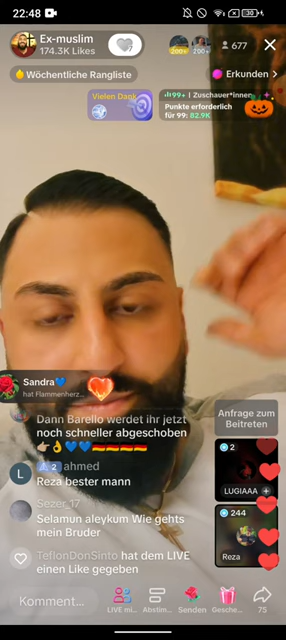 22:48
Ex-muslim
174.3K Likes
200+
200+
677
Wöchentliche Rangliste
Erkunden >
Vielen Dank
99+ | Zuschauer*innen
Punkte erforderlich
für 99: 82.9K
Sandra💙
hat Flammenherz...
Dann Barello werdet ihr jetzt
noch schneller abgeschoben
Anfrage zum
Beitreten
2
LUGIAAA +
L
2 ahmed
Reza bester mann
Sezer_17
Selamun aleykum Wie gehts
mein Bruder
244
Reza
TeflonDonSinto hat dem LIVE
einen Like gegeben
Komment...
LIVE mi...
Abstim...
Senden
Gesche...
75